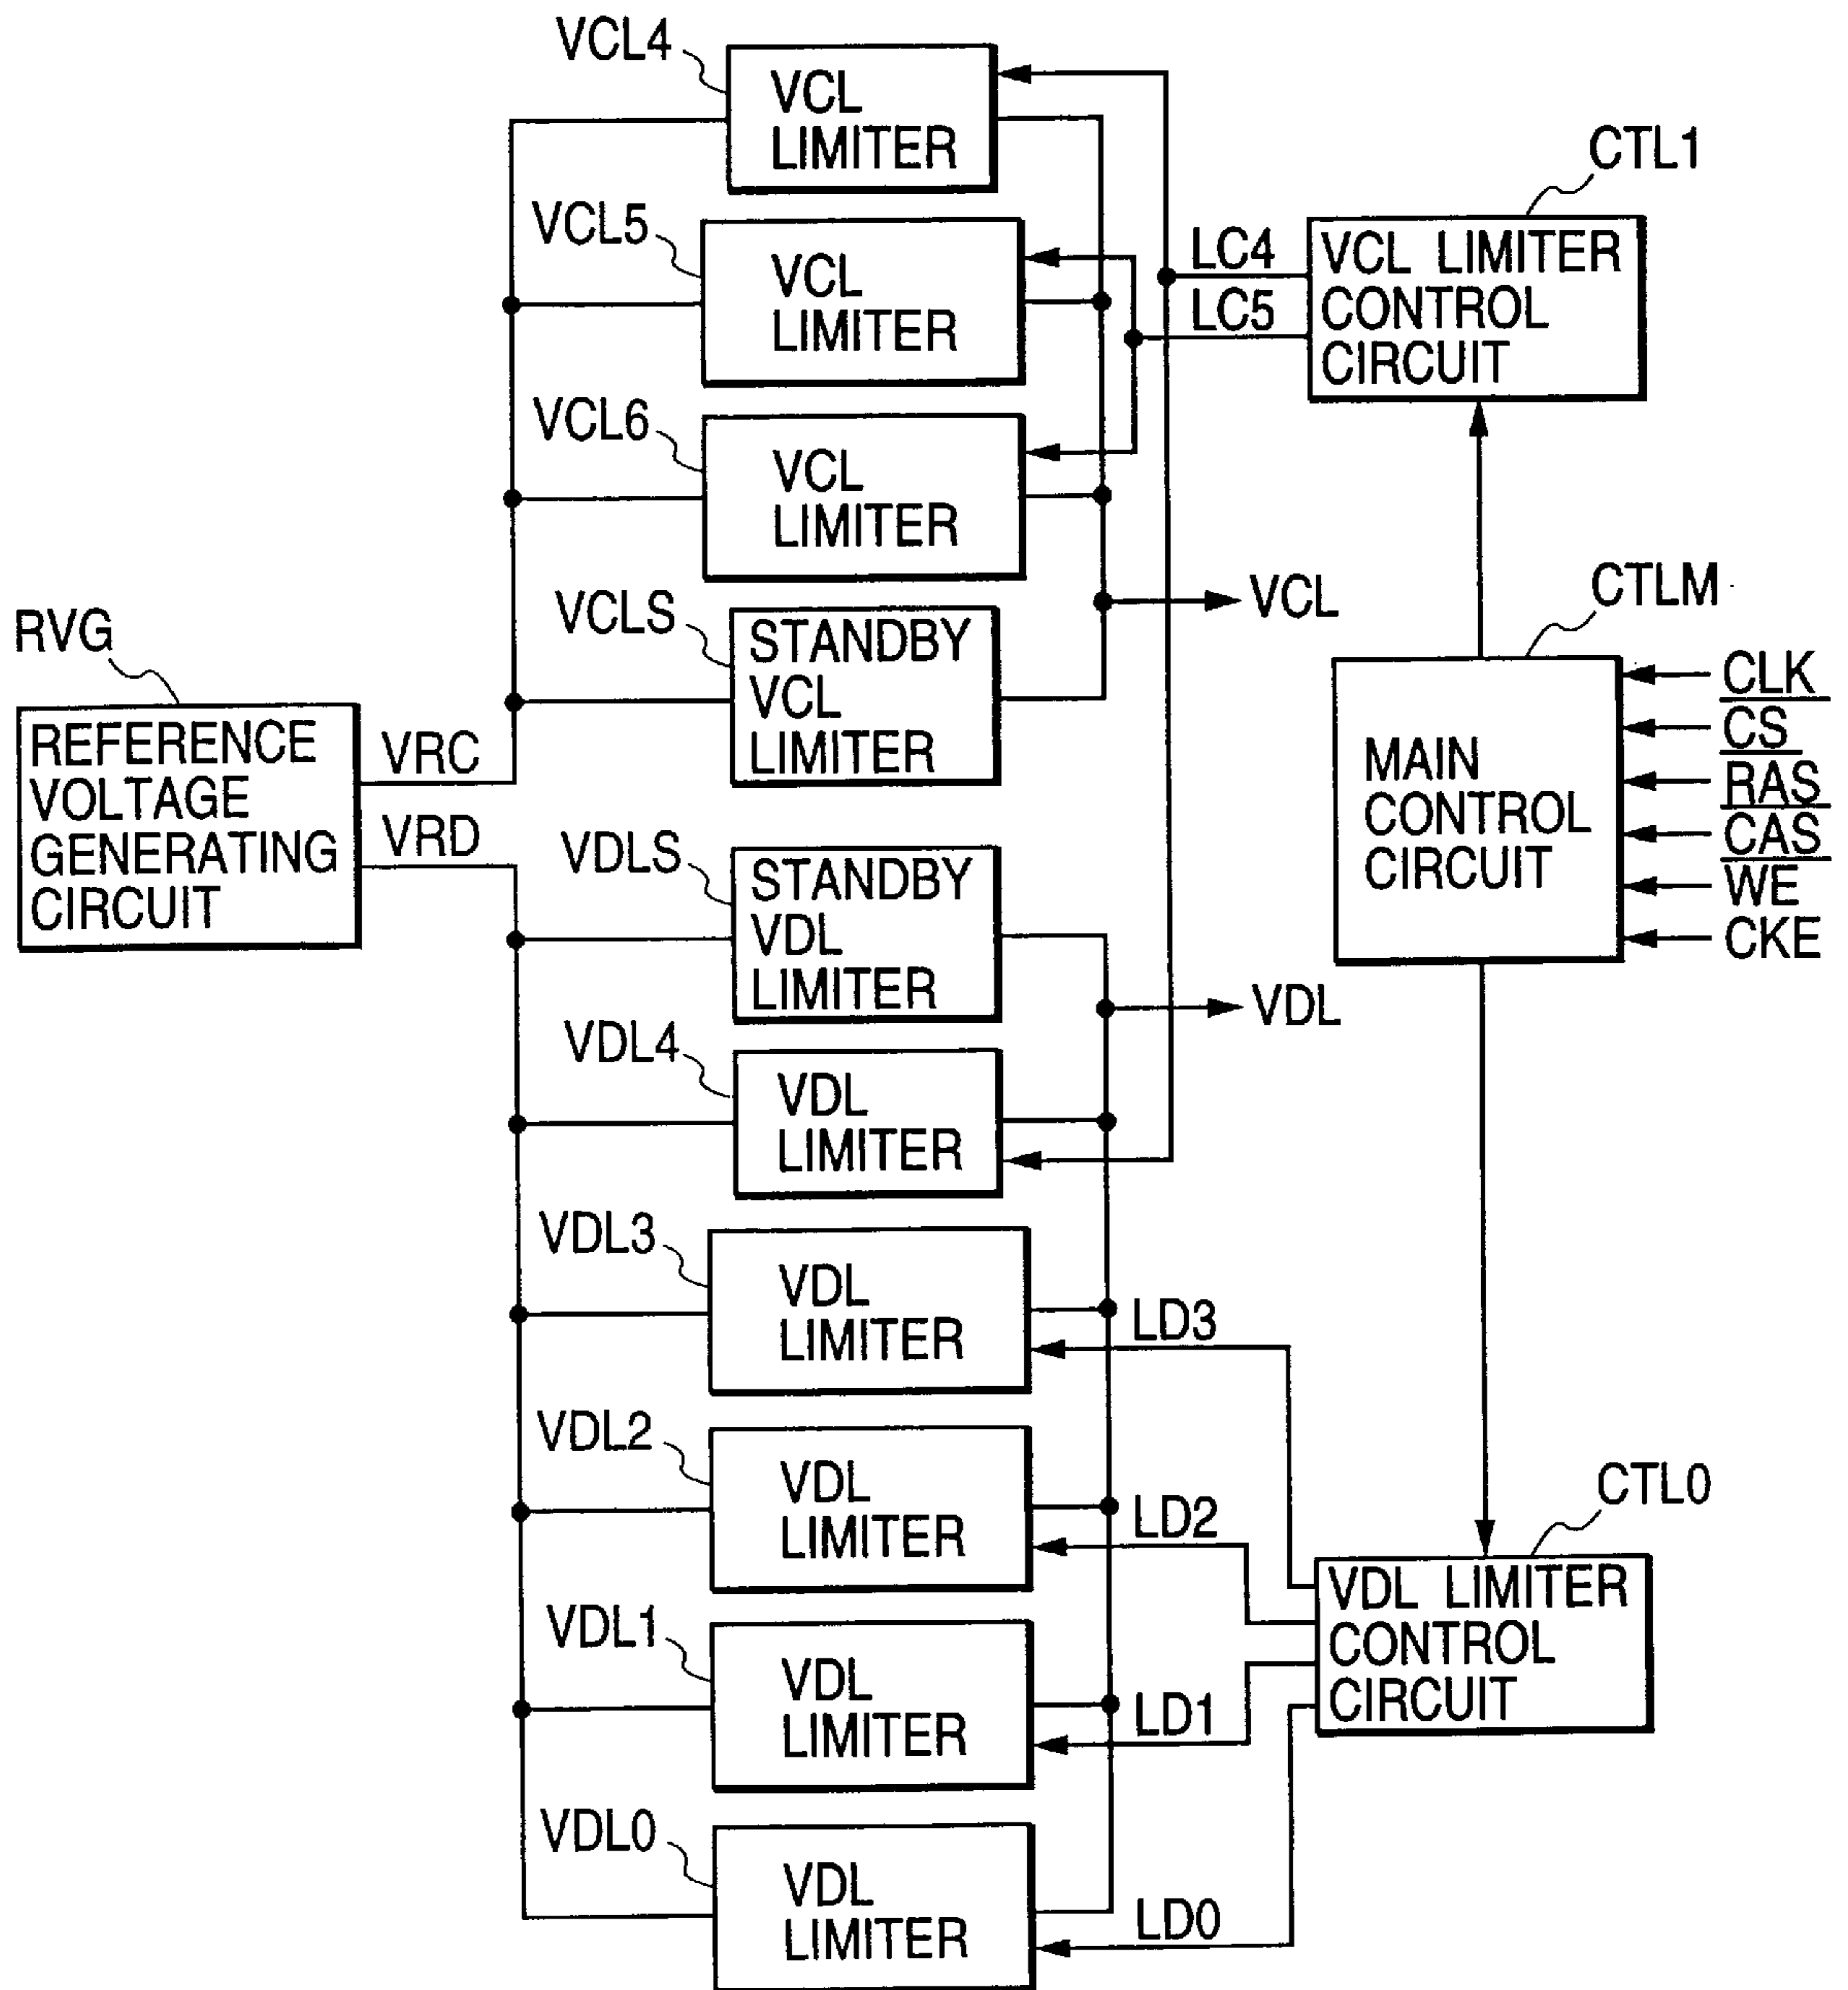 VCL4
VCL
LIMITER
CTL1
VCL5
VCL
LIMITER
LC4
LC5
VCL LIMITER
CONTROL
CIRCUIT
VCL6
VCL
LIMITER
VCL
CTLM
VCLS
STANDBY
VCL
LIMITER
RVG
REFERENCE
VOLTAGE
GENERATING
CIRCUIT
VRC
VRD
MAIN
CONTROL
CIRCUIT
CLK
CS
RAS
CAS
WE
CKE
VDLS
STANDBY
VDL
LIMITER
VDL
VDL4
VDL
LIMITER
VDL3
VDL
LIMITER
LD3
VDL2
VDL
LIMITER
LD2
CTL0
VDL LIMITER
CONTROL
CIRCUIT
VDL1
VDL
LIMITER
LD1
VDL0
VDL
LIMITER
LD0